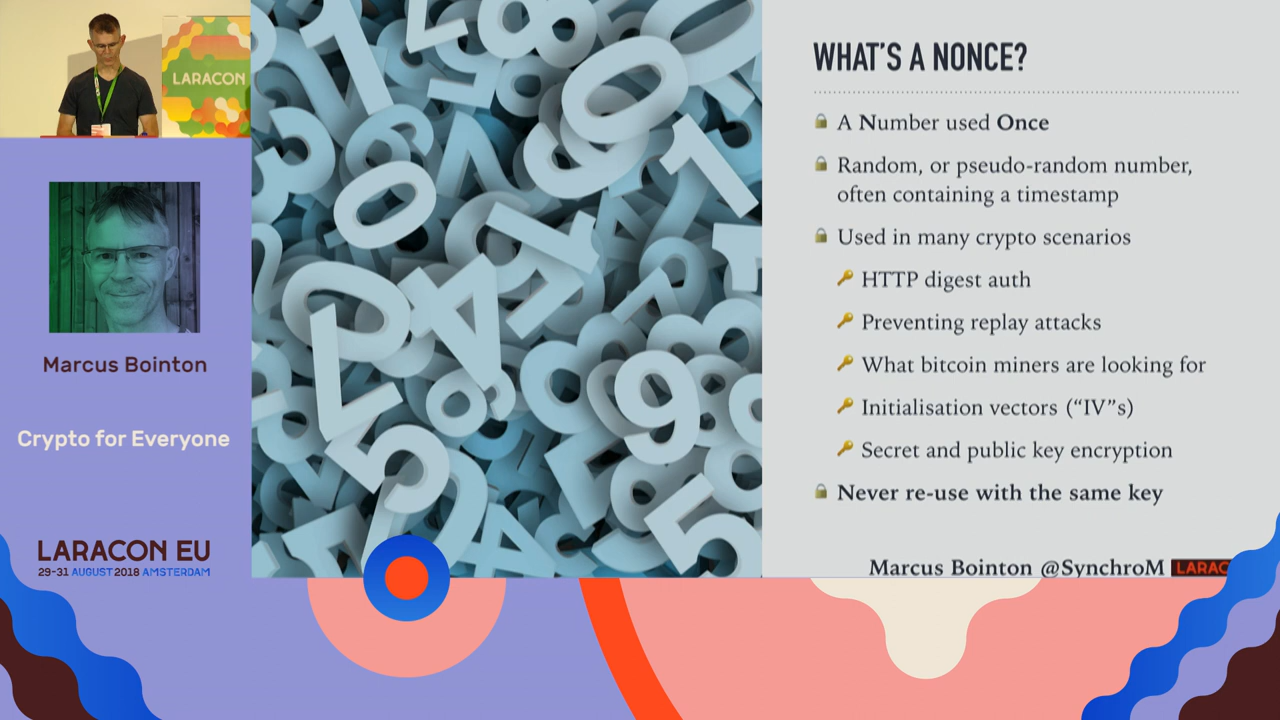 LARACON
Marcus Bointon
Crypto for Everyone
LARACON EU
29-31 AUGUST 2018 AMSTERDAM
WHAT'S A NONCE?
A Number used Once
Random, or pseudo-random number,
often containing a timestamp
Used in many crypto scenarios
HTTP digest auth
Preventing replay attacks
What bitcoin miners are looking for
Initialisation vectors (“IV”s)
Secret and public key encryption
Never re-use with the same key
Marcus Bointon @SynchroM LARAC